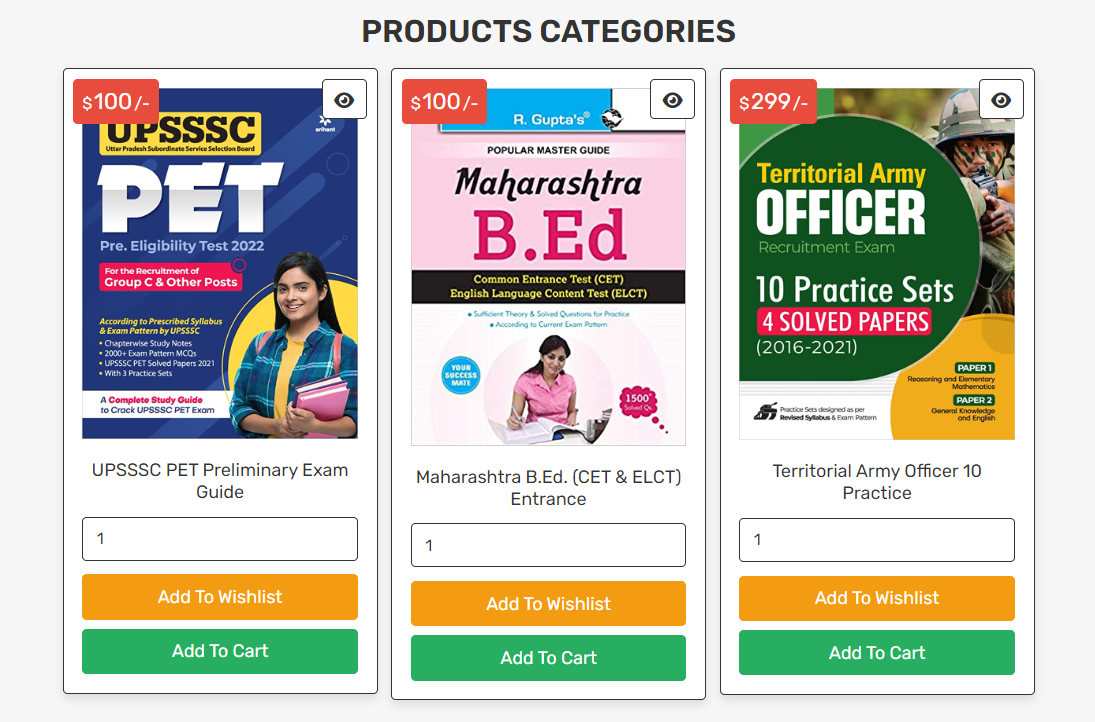 PRODUCTS CATEGORIES
$100/-
UPSSSC
Uttar Pradesh Subordinate Service Selection Board
arihant
PET
Pre. Eligibility Test 2022
For the Recruitment of
Group C & Other Posts
According to Prescribed Syllabus
& Exam Pattern by UPSSSC
• Chapterwise Study Notes
• 2000+ Exam Pattern MCQs
• UPSSSC PET Solved Papers 2021
• With 3 Practice Sets
A Complete Study Guide
to Crack UPSSSC PET Exam
UPSSSC PET Preliminary Exam
Guide
1
Add To Wishlist
Add To Cart
$100/-
R. Gupta's®
POPULAR MASTER GUIDE
Maharashtra
B.Ed
Common Entrance Test (CET)
English Language Content Test (ELCT)
• Sufficient Theory & Solved Questions for Practice
• According to Current Exam Pattern
YOUR
SUCCESS
MATE
1500+
Solved Qs.
Maharashtra B.Ed. (CET & ELCT)
Entrance
1
Add To Wishlist
Add To Cart
$299/-
Territorial Army
OFFICER
Recruitment Exam
10 Practice Sets
4 SOLVED PAPERS
(2016-2021)
PAPER 1
Reasoning and Elementary
Mathematics
PAPER 2
General Knowledge
and English
Practice Sets designed as per
Revised Syllabus & Exam Pattern
Territorial Army Officer 10
Practice
1
Add To Wishlist
Add To Cart